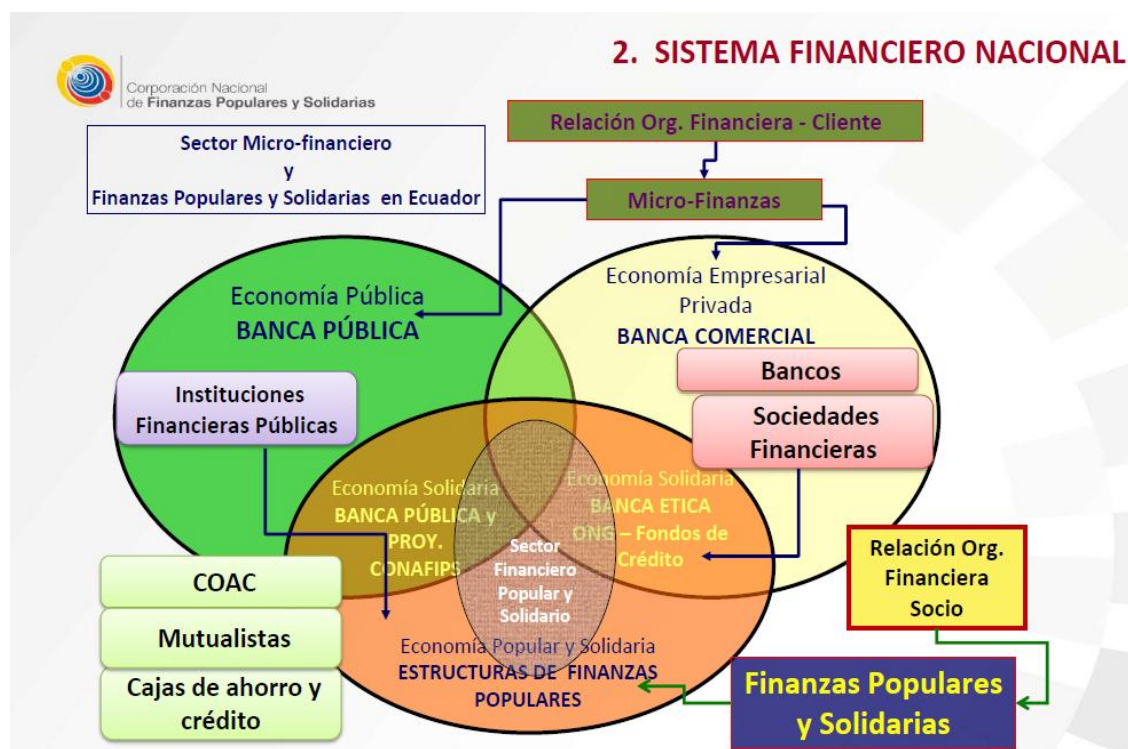 2. SISTEMA FINANCIERO NACIONAL
Corporación Nacional
de Finanzas Populares y Solidarias
Sector Micro-financiero
y
Finanzas Populares y Solidarias en Ecuador
Relación Org. Financiera - Cliente
Micro-Finanzas
Economía Pública
BANCA PÚBLICA
Economía Empresarial
Privada
BANCA COMERCIAL
Bancos
Sociedades
Financieras
Instituciones
Financieras Públicas
Economía Solidaria
BANCA PÚBLICA y
PROY.
CONAFIPS
Economía Solidaria
BANCA ETICA
ONG – Fondos de
Crédito
Sector
Financiero
Popular y
Solidario
Relación Org.
Financiera
Socio
COAC
Mutualistas
Cajas de ahorro y
crédito
Economía Popular y Solidaria
ESTRUCTURAS DE FINANZAS
POPULARES
Finanzas Populares
y Solidarias